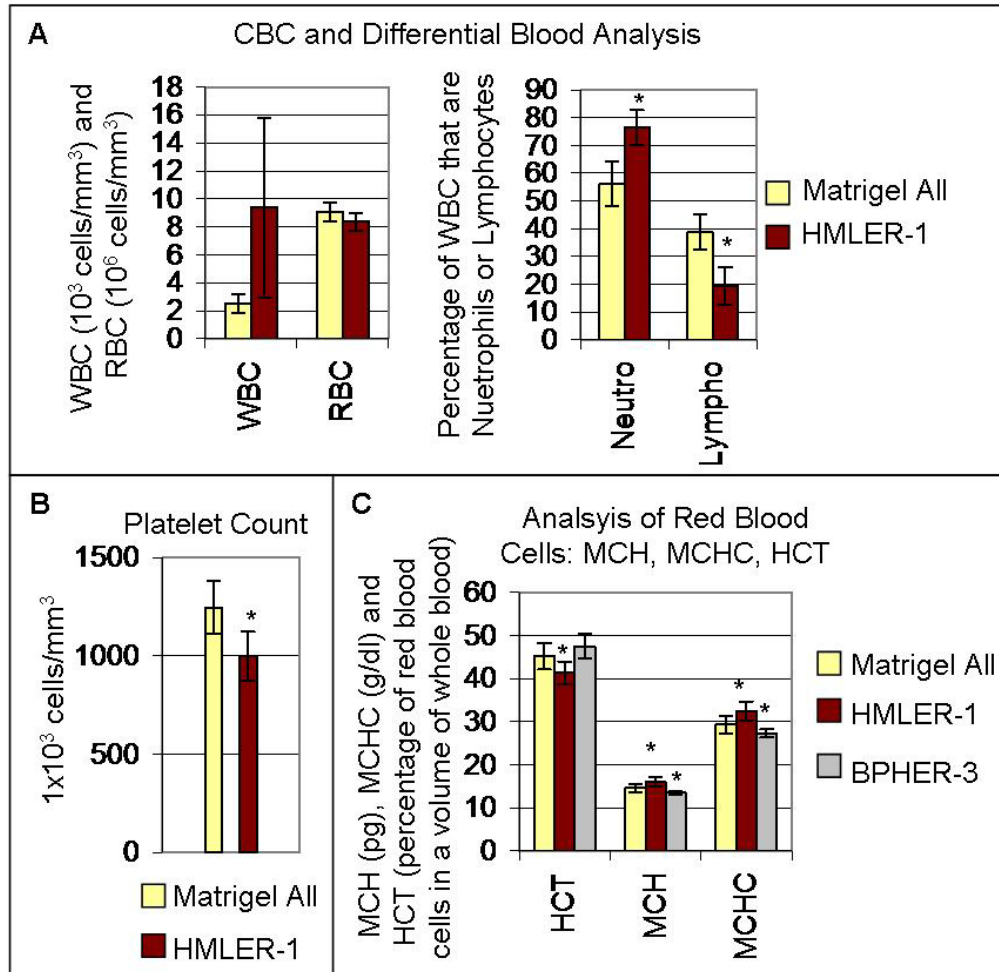 A
CBC and Differential Blood Analysis
WBC (10³ cells/mm³) and
RBC (10⁶ cells/mm³)
18
16
14
12
10
8
6
4
2
0
WBC
RBC
Percentage of WBC that are
Nuetrophils or Lymphocytes
90
80
70
60
50
40
30
20
10
0
*
*
Neutro
Lympho
Matrigel All
HMLER-1
B
Platelet Count
1x10³ cells/mm³
1500
1000
500
0
*
Matrigel All
HMLER-1
C
Analsyis of Red Blood
Cells: MCH, MCHC, HCT
MCH (pg), MCHC (g/dl) and
HCT (percentage of red blood
cells in a volume of whole blood)
60
50
40
30
20
10
0
*
*
*
*
*
HCT
MCH
MCHC
Matrigel All
HMLER-1
BPHER-3